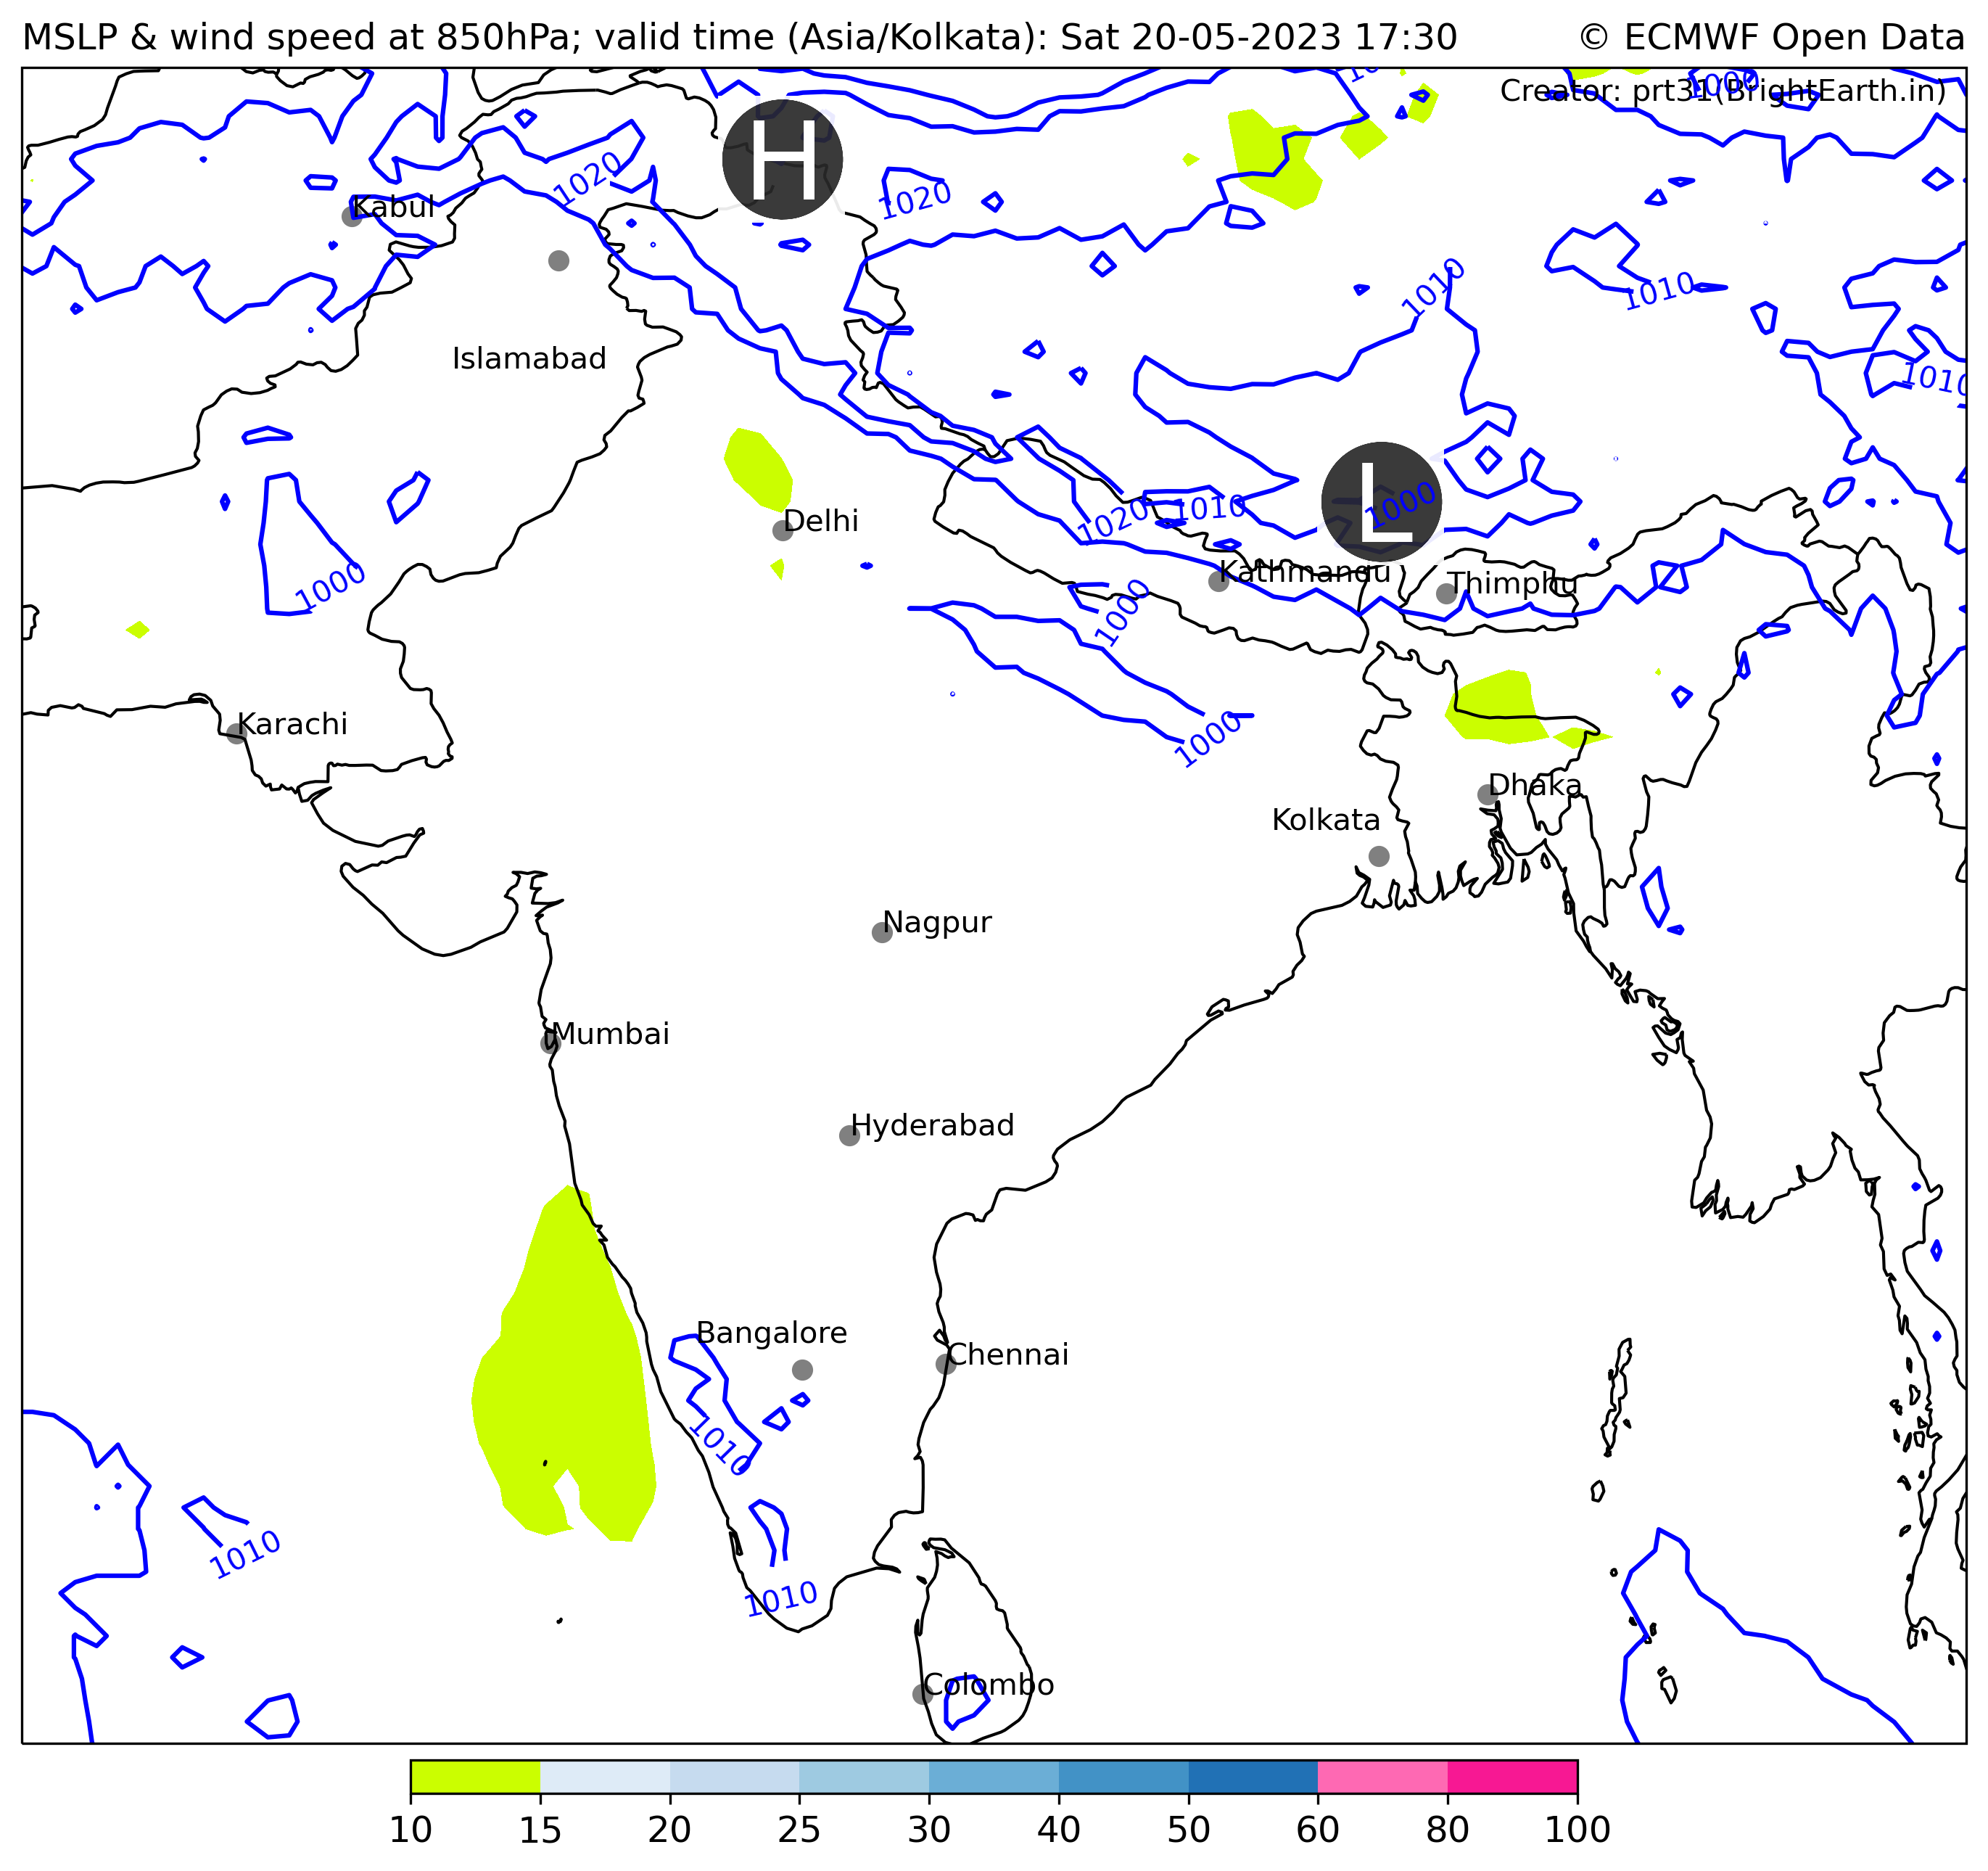 MSLP & wind speed at 850hPa; valid time (Asia/Kolkata): Sat 20-05-2023 17:30
© ECMWF Open Data
Creator: prt31(BrightEarth.in)
1000
H
1020
1020
Kabul
1010
1010
Islamabad
1010
L
1000
1020
1010
Delhi
Kathmandu
Thimphu
1000
1000
Karachi
1000
Dhaka
Kolkata
Nagpur
Mumbai
Hyderabad
Bangalore
Chennai
1010
1010
1010
Colombo
10 15 20 25 30 40 50 60 80 100